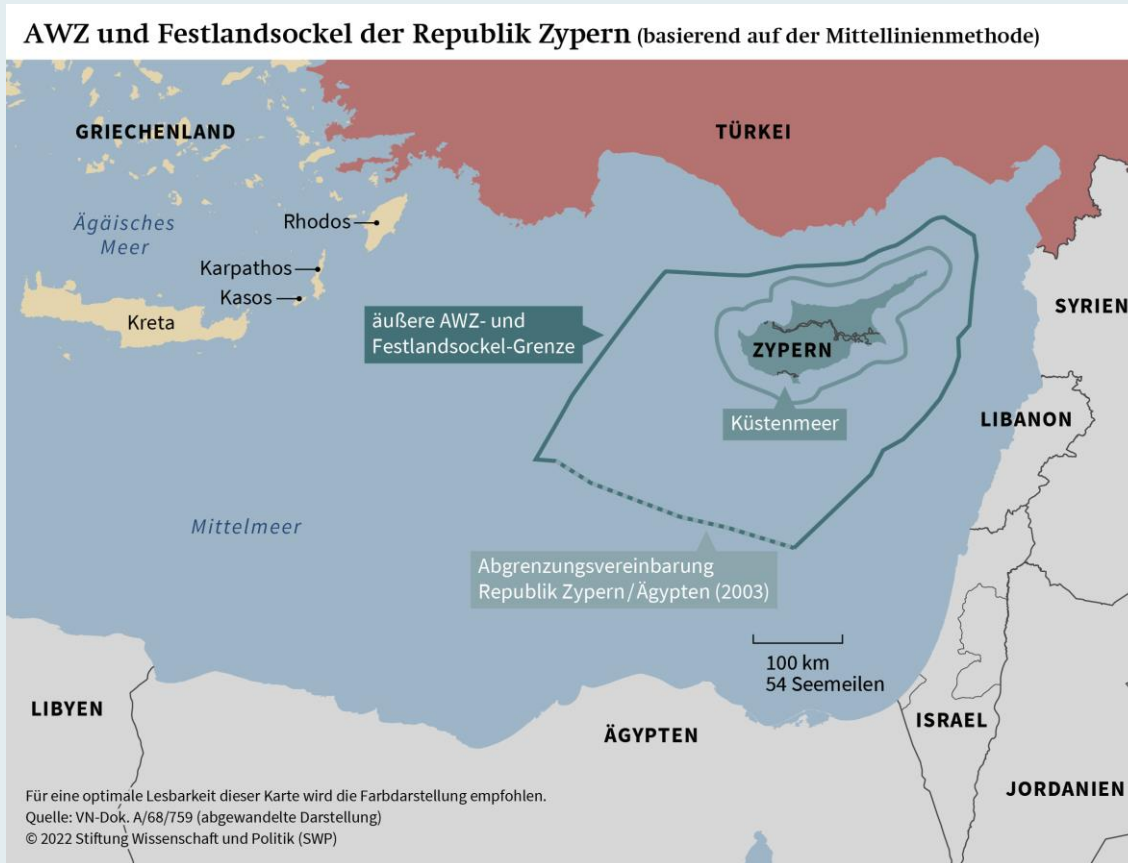 AWZ und Festlandsockel der Republik Zypern (basierend auf der Mittellinienmethode)
GRIECHENLAND
TÜRKEI
Ägäisches
Meer
Rhodos
Karpathos
Kasos
Kreta
SYRIEN
äußere AWZ- und
Festlandsockel-Grenze
ZYPERN
Küstenmeer
LIBANON
Mittelmeer
Abgrenzungsvereinbarung
Republik Zypern/Ägypten (2003)
100 km
54 Seemeilen
LIBYEN
ÄGYPTEN
ISRAEL
JORDANIEN
Für eine optimale Lesbarkeit dieser Karte wird die Farbdarstellung empfohlen.
Quelle: VN-Dok. A/68/759 (abgewandelte Darstellung)
© 2022 Stiftung Wissenschaft und Politik (SWP)